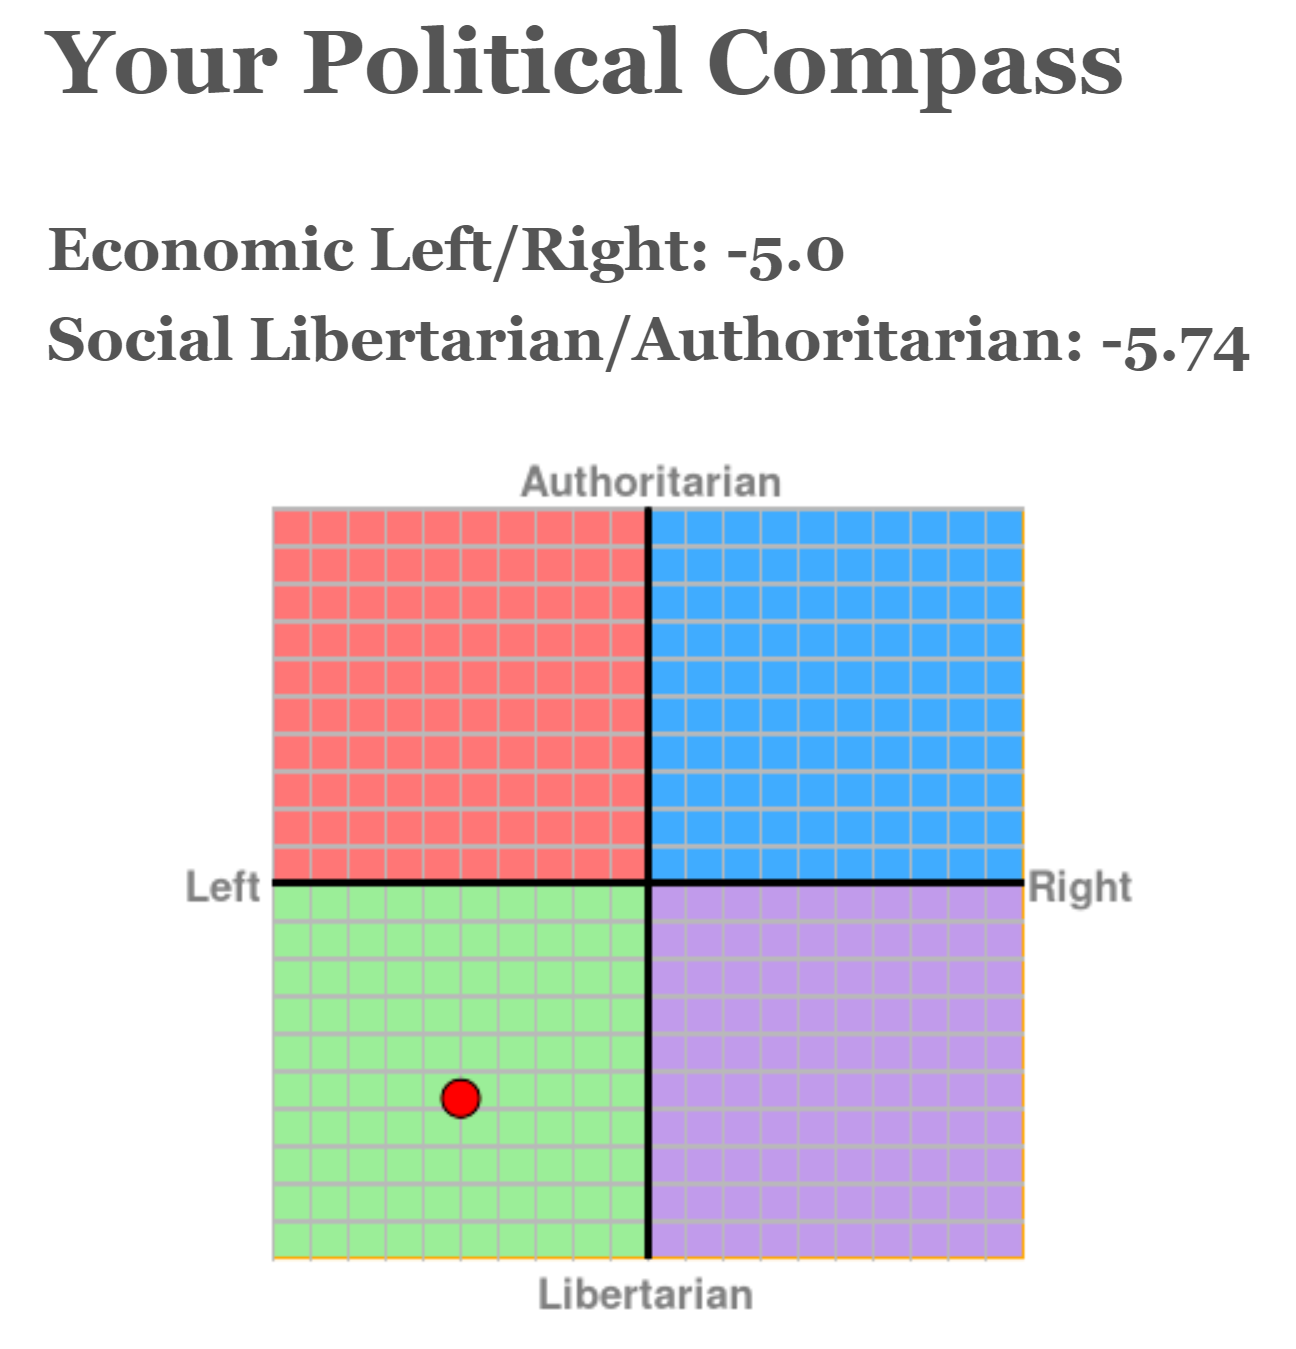 Your Political Compass
Economic Left/Right: -5.0
Social Libertarian/Authoritarian: -5.74
Authoritarian
Left
Right
Libertarian